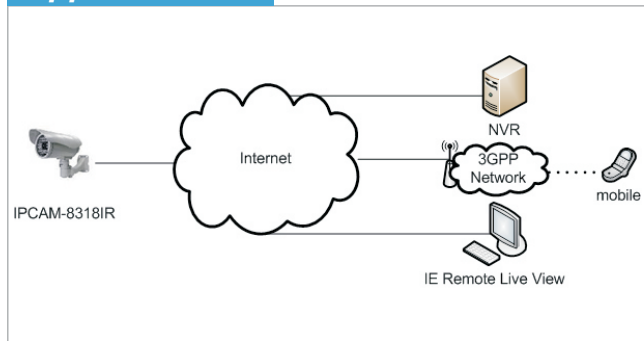 IPCAM-8318IR
Internet
NVR
3GPP
Network
mobile
IE Remote Live View